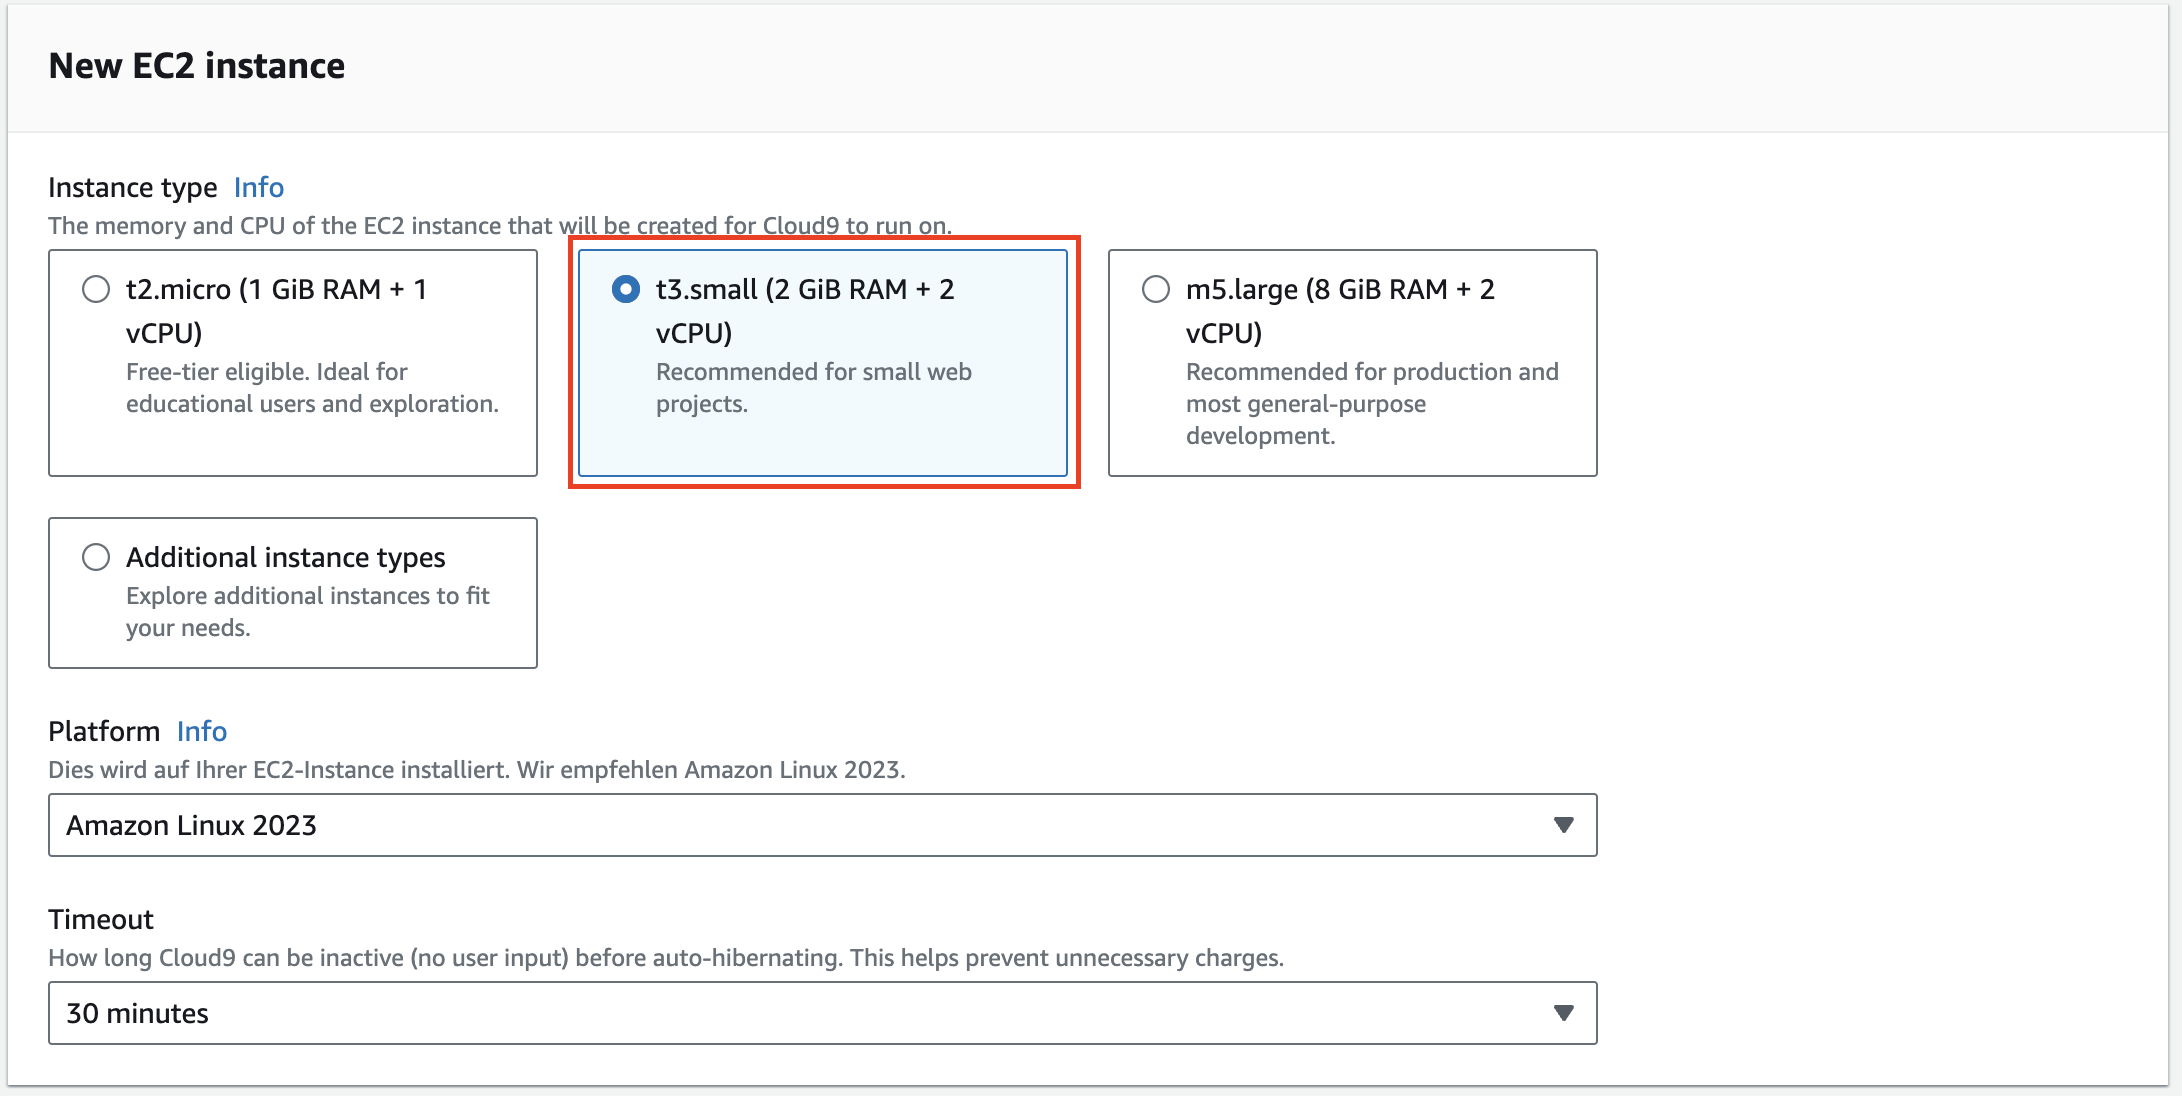 New EC2 instance
Instance type Info
The memory and CPU of the EC2 instance that will be created for Cloud9 to run on.
t2.micro (1 GiB RAM + 1
vCPU)
Free-tier eligible. Ideal for
educational users and exploration.
t3.small (2 GiB RAM + 2
vCPU)
Recommended for small web
projects.
m5.large (8 GiB RAM + 2
vCPU)
Recommended for production and
most general-purpose
development.
Additional instance types
Explore additional instances to fit
your needs.
Platform Info
Dies wird auf Ihrer EC2-Instance installiert. Wir empfehlen Amazon Linux 2023.
Amazon Linux 2023
Timeout
How long Cloud9 can be inactive (no user input) before auto-hibernating. This helps prevent unnecessary charges.
30 minutes